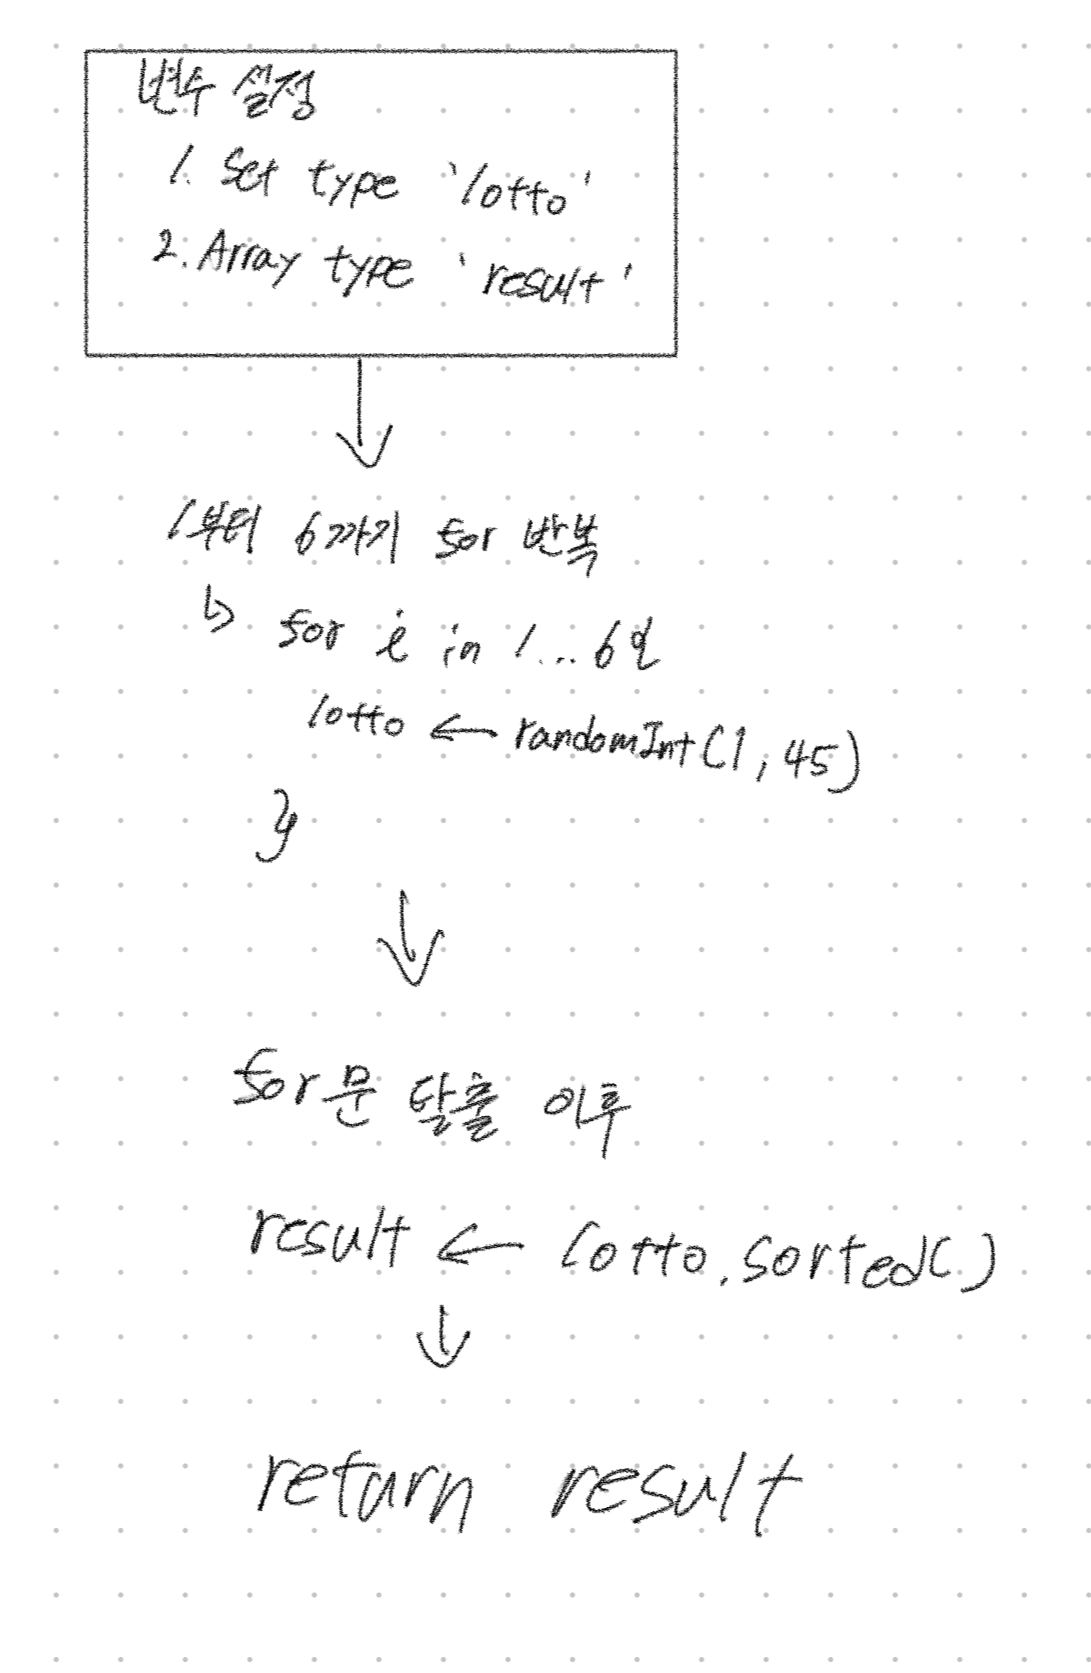 변수 설정
1. Set type 'lotto'
2. Array type 'result'
1부터 6까지 for 반복
↳ for i in 1...6 {
lotto ← randomInt(1, 45)
}
for문 탈출 이후
result ← lotto.sorted()
return result